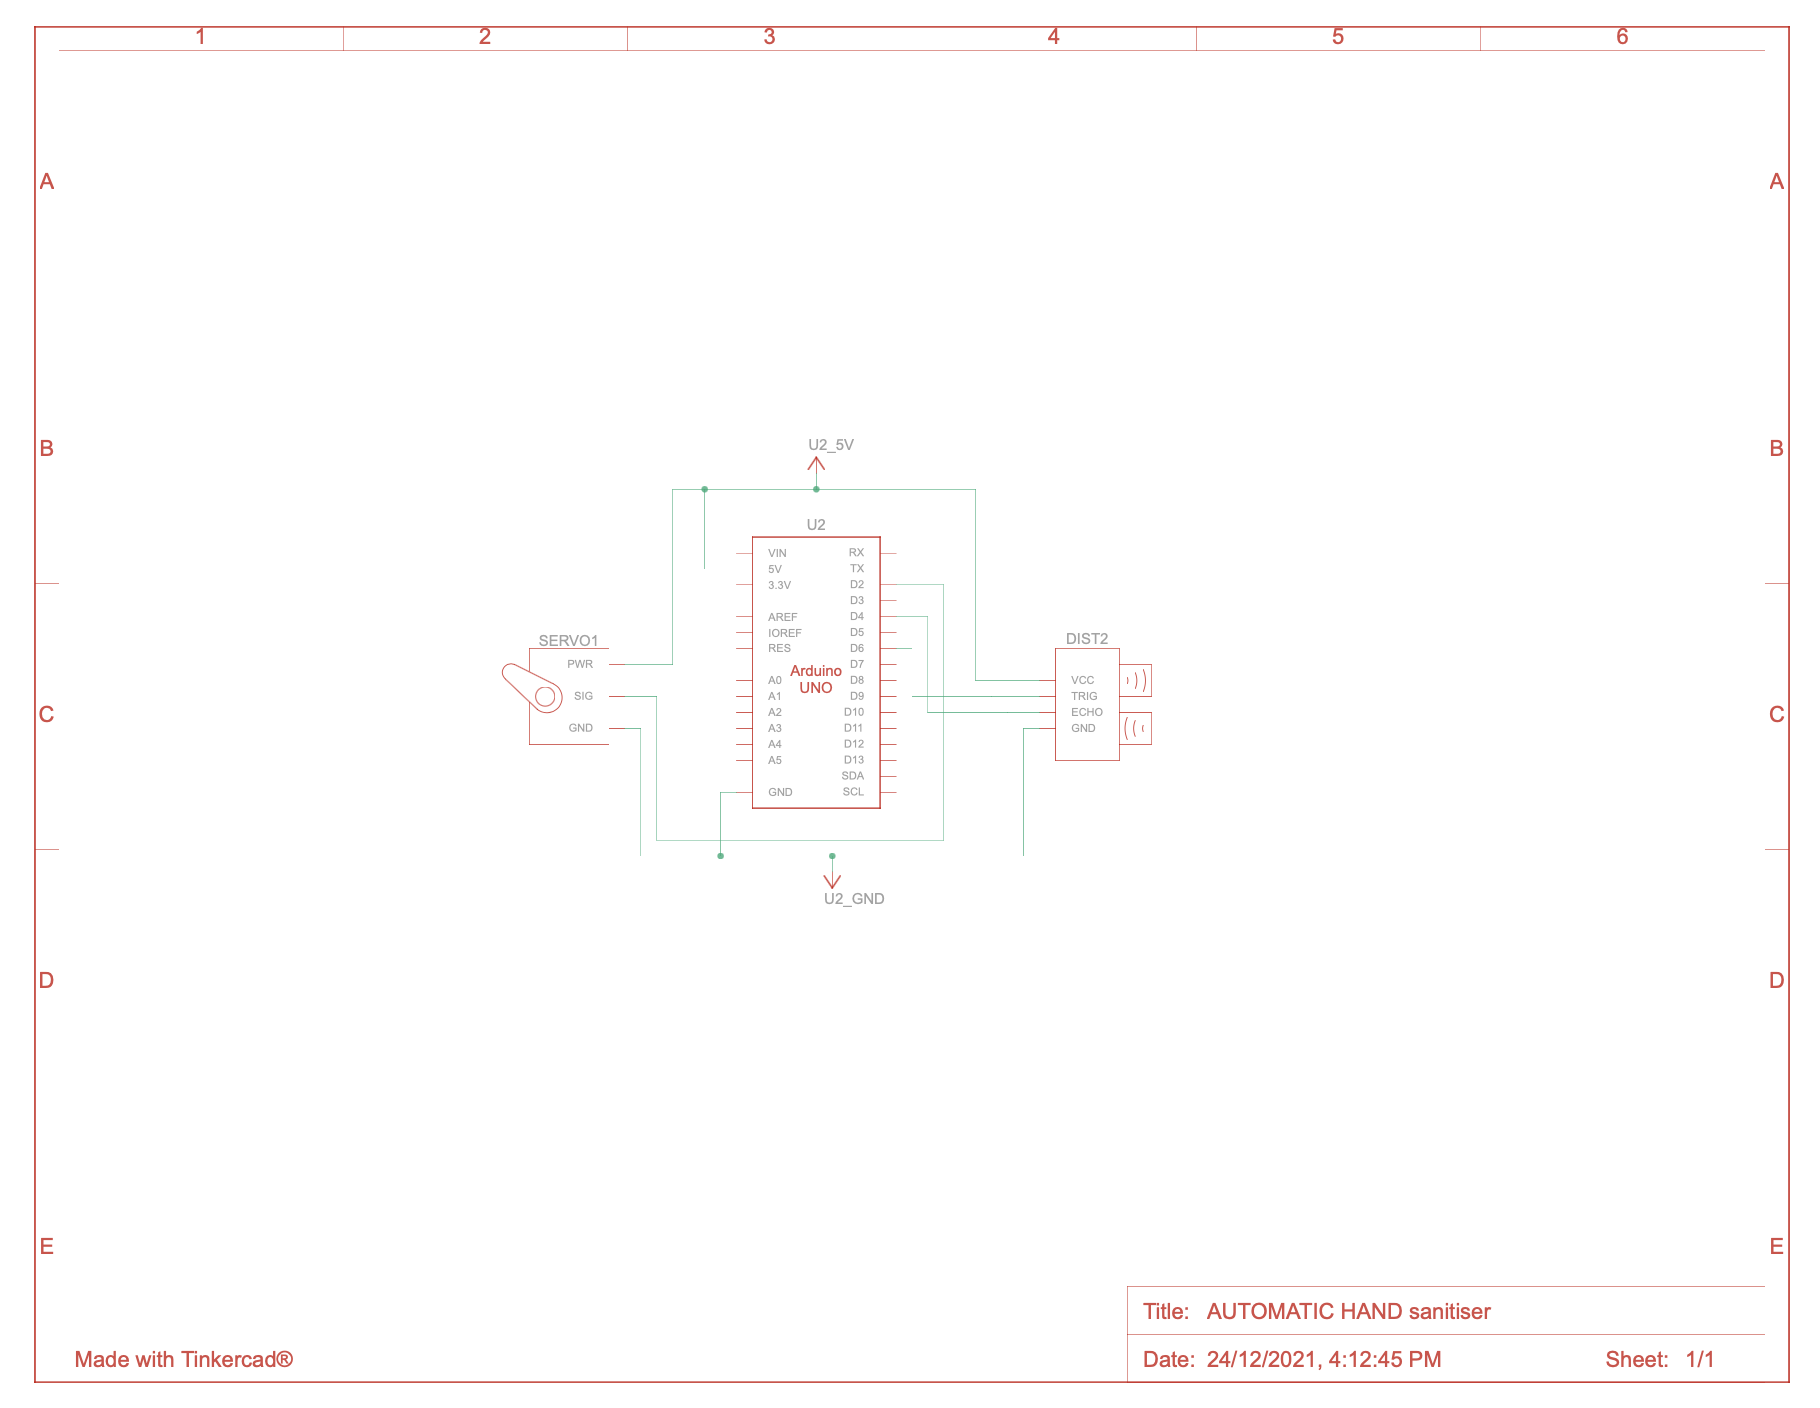 1 2 3 4 5 6
A A
U2_5V
B B
U2
VIN RX
5V TX
3.3V D2
D3
AREF D4
IOREF D5
SERVO1 DIST2
RES D6
PWR D7
Arduino
A0 D8 VCC
UNO
SIG A1 D9 TRIG
C A2 D10 ECHO C
GND A3 D11 GND
A4 D12
A5 D13
SDA
GND SCL
U2_GND
D D
E E
Title: AUTOMATIC HAND sanitiser
Made with Tinkercad®
Date: 24/12/2021, 4:12:45 PM Sheet: 1/1